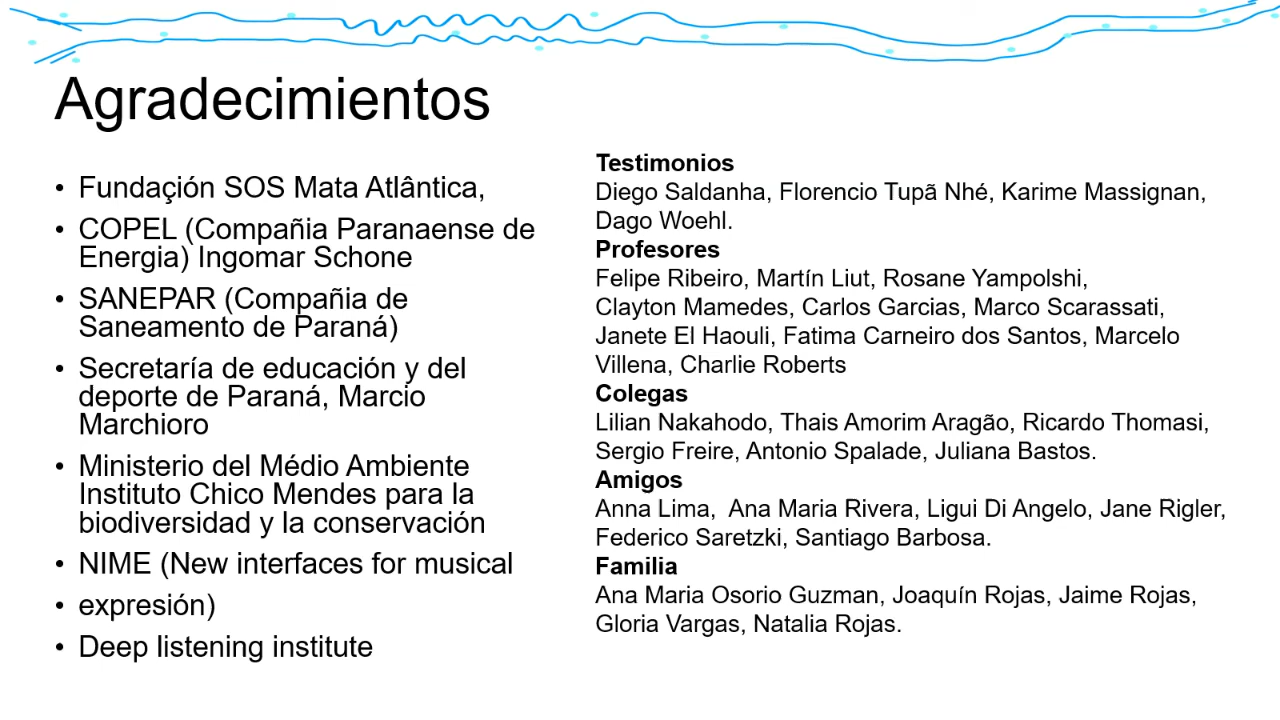 Agradecimientos
• Fundaçión SOS Mata Atlântica,
• COPEL (Compañia Paranaense de
Energia) Ingomar Schone
• SANEPAR (Compañia de
Saneamento de Paraná)
• Secretaría de educación y del
deporte de Paraná, Marcio
Marchioro
• Ministerio del Médio Ambiente
Instituto Chico Mendes para la
biodiversidad y la conservación
• NIME (New interfaces for musical
• expresión)
• Deep listening institute
Testimonios
Diego Saldanha, Florencio Tupã Nhé, Karime Massignan,
Dago Woehl.
Profesores
Felipe Ribeiro, Martín Liut, Rosane Yampolshi,
Clayton Mamedes, Carlos Garcias, Marco Scarassati,
Janete El Haouli, Fatima Carneiro dos Santos, Marcelo
Villena, Charlie Roberts
Colegas
Lilian Nakahodo, Thais Amorim Aragão, Ricardo Thomasi,
Sergio Freire, Antonio Spalade, Juliana Bastos.
Amigos
Anna Lima,  Ana Maria Rivera, Ligui Di Angelo, Jane Rigler,
Federico Saretzki, Santiago Barbosa.
Familia
Ana Maria Osorio Guzman, Joaquín Rojas, Jaime Rojas,
Gloria Vargas, Natalia Rojas.